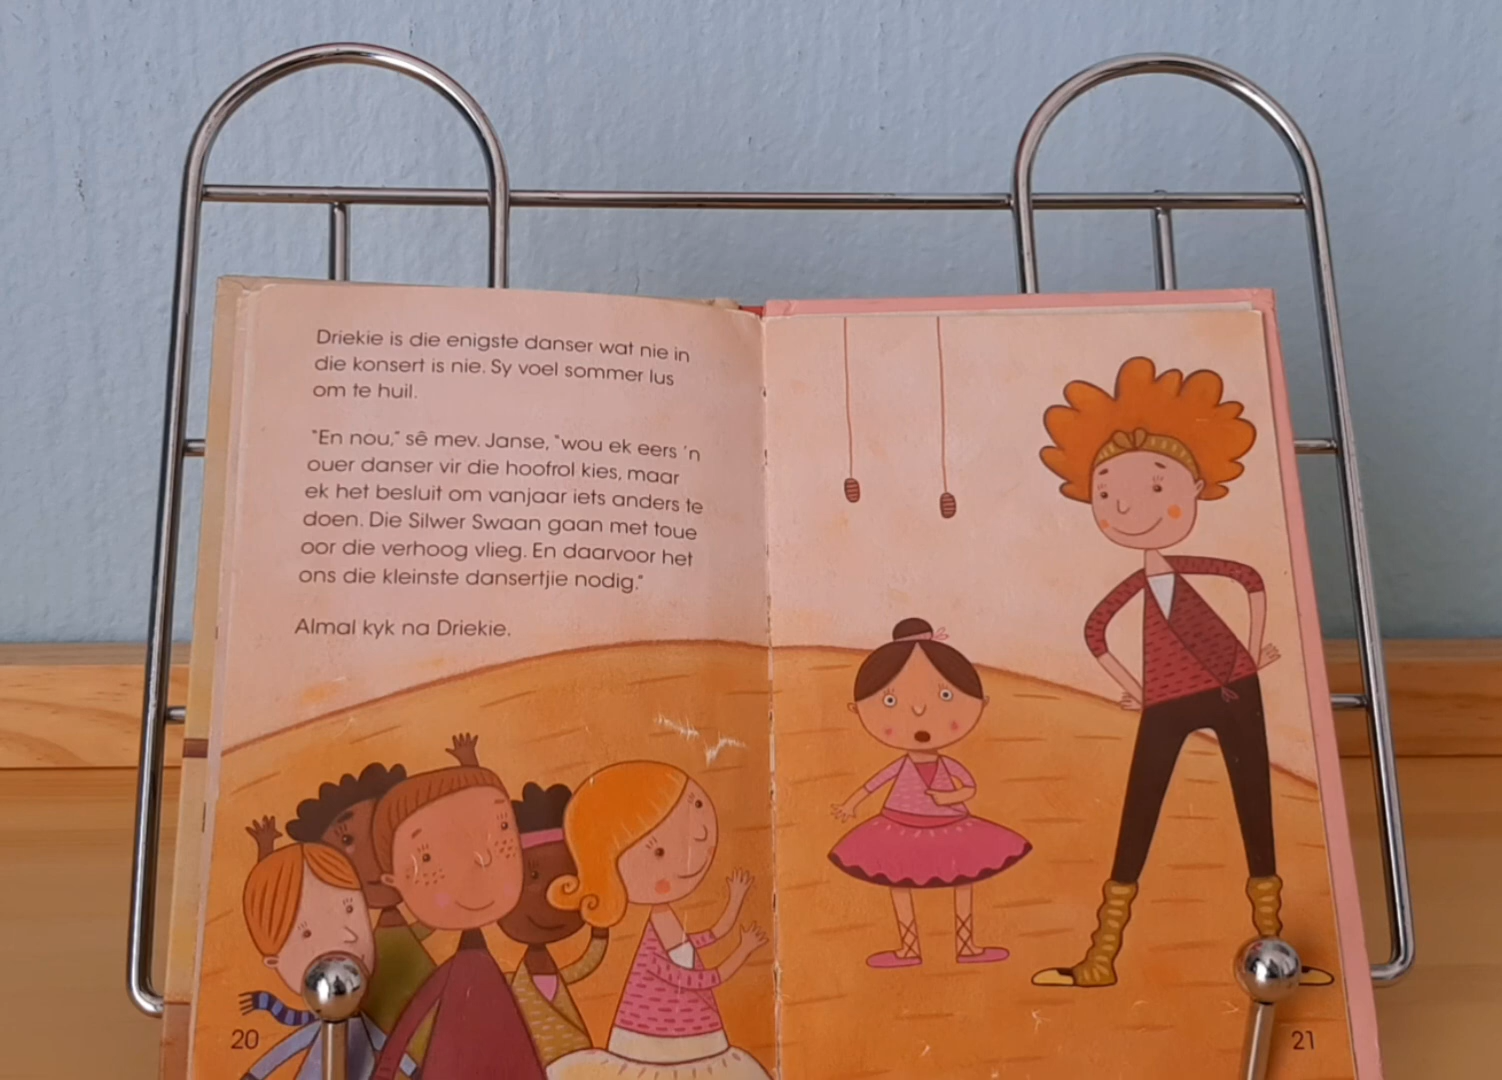 Driekie is die enigste danser wat nie in
die konsert is nie. Sy voel sommer lus
om te huil.
"En nou," sê mev. Janse, "wou ek eers 'n
ouer danser vir die hoofrol kies, maar
ek het besluit om vanjaar iets anders te
doen. Die Silwer Swaan gaan met toue
oor die verhoog vlieg. En daarvoor het
ons die kleinste dansertjie nodig."
Almal kyk na Driekie.
20
21